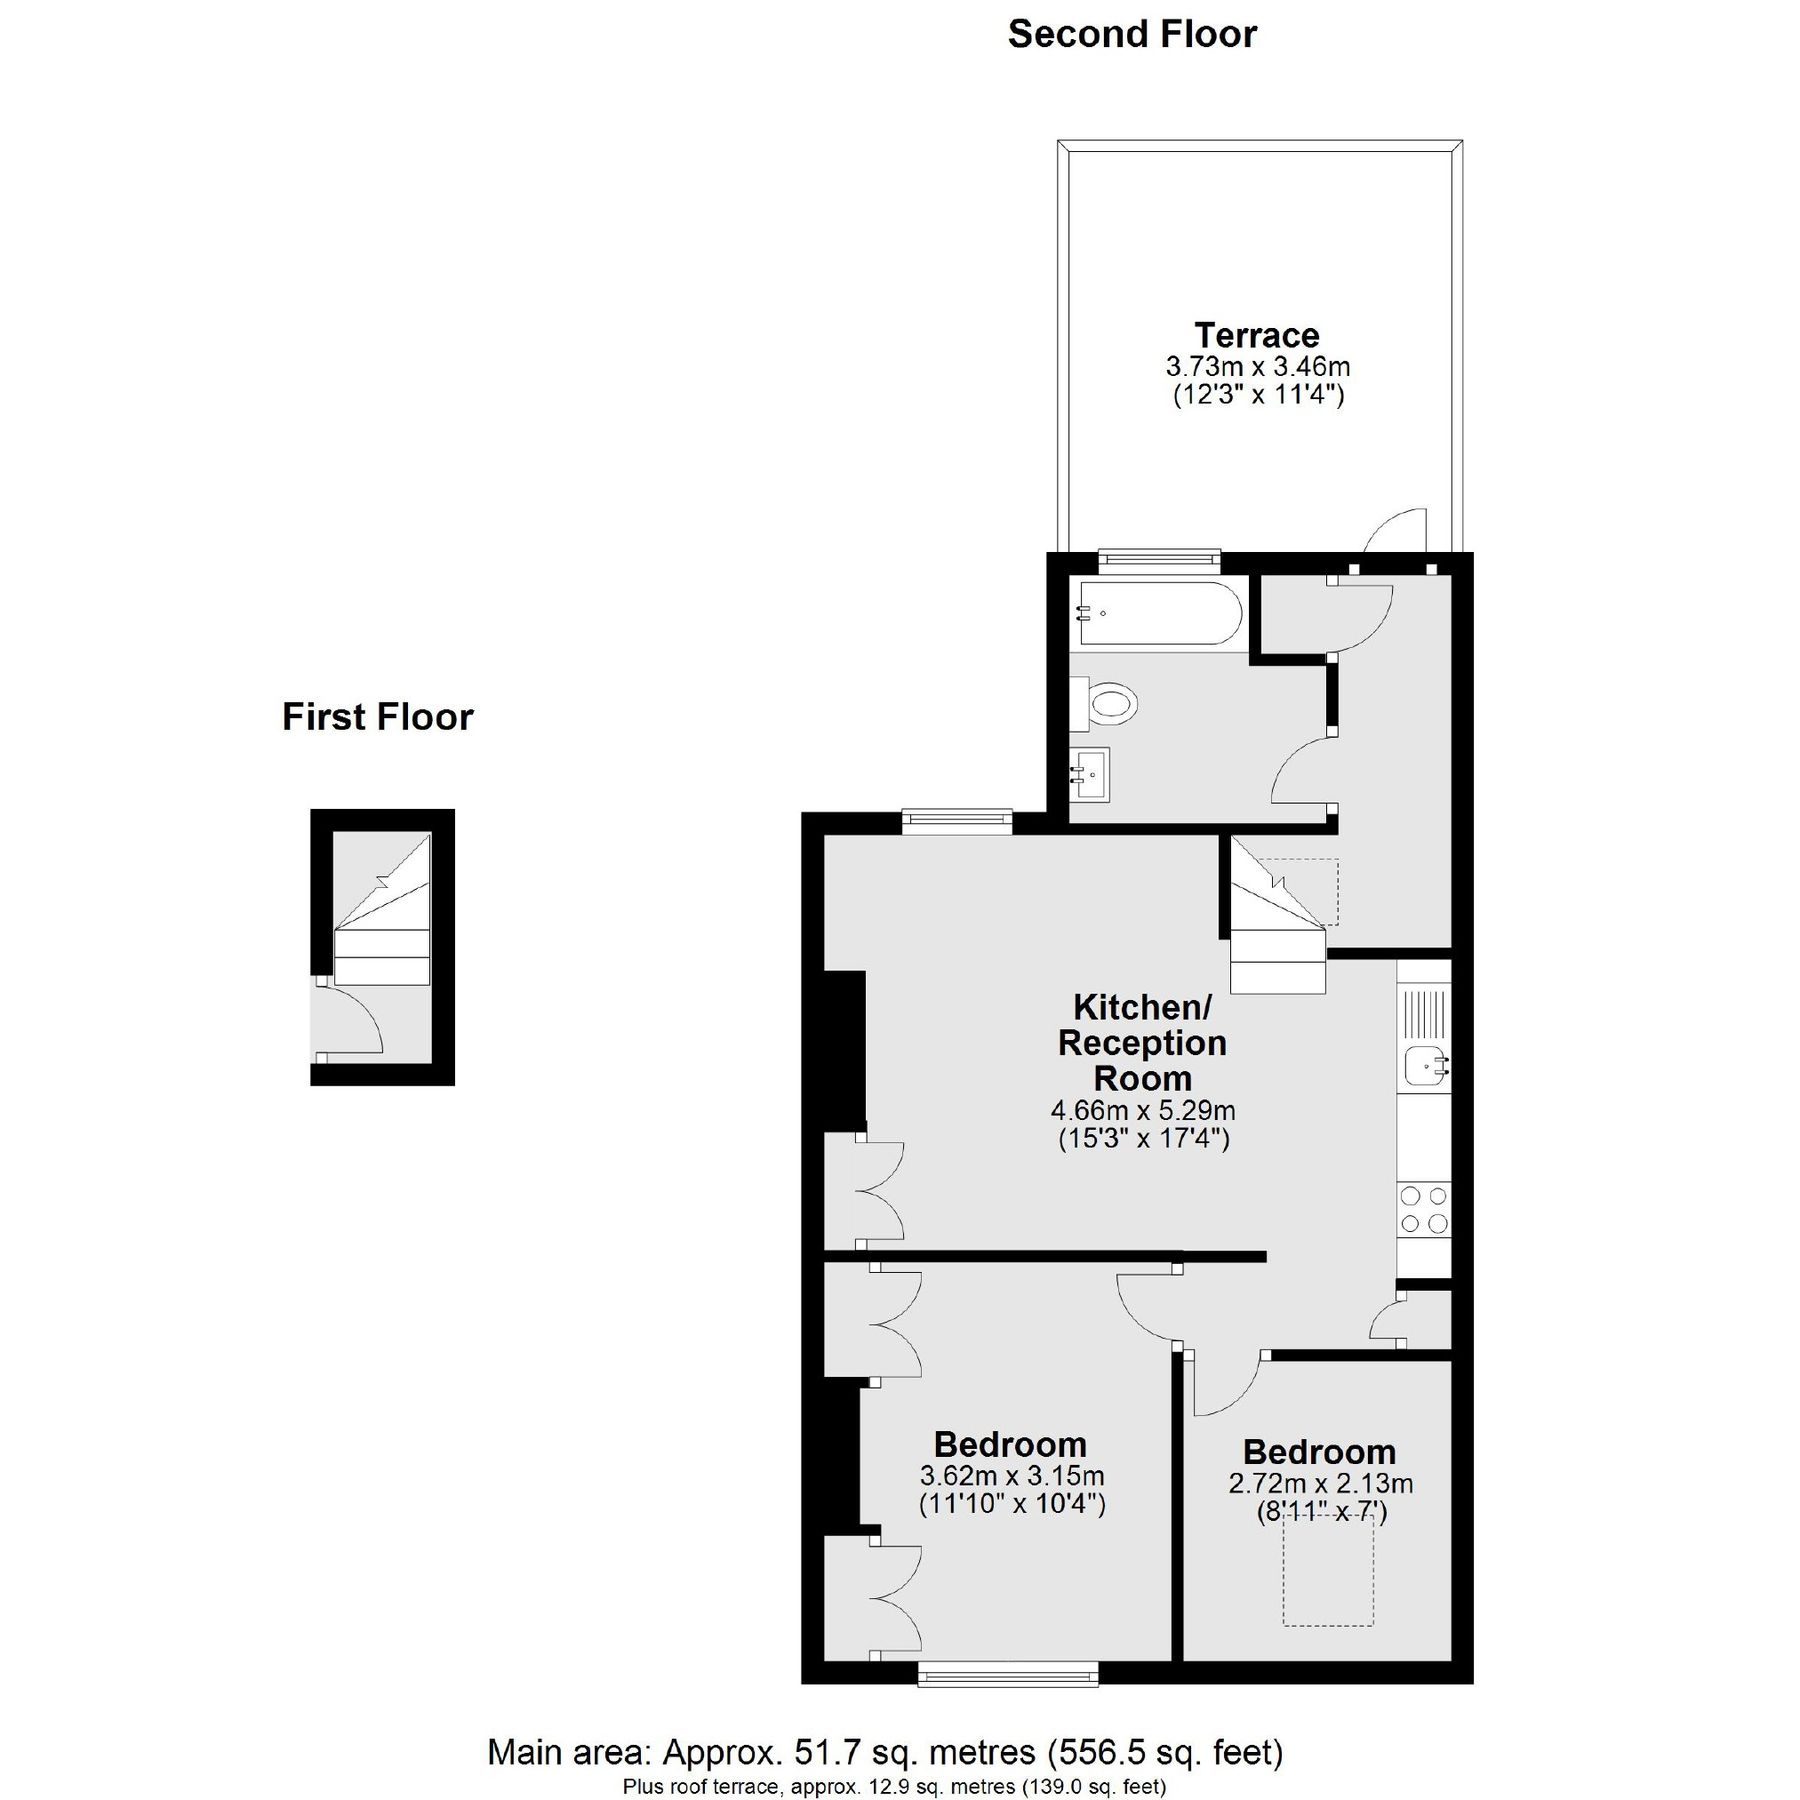 Second Floor
Terrace
3.73m x 3.46m
(12'3" x 11'4")
First Floor
Kitchen/
Reception
Room
4.66m x 5.29m
(15'3" x 17'4")
Bedroom
3.62m x 3.15m
(11'10" x 10'4")
Bedroom
2.72m x 2.13m
(8'11" x 7')
Main area: Approx. 51.7 sq. metres (556.5 sq. feet)
Plus roof terrace, approx. 12.9 sq. metres (139.0 sq. feet)